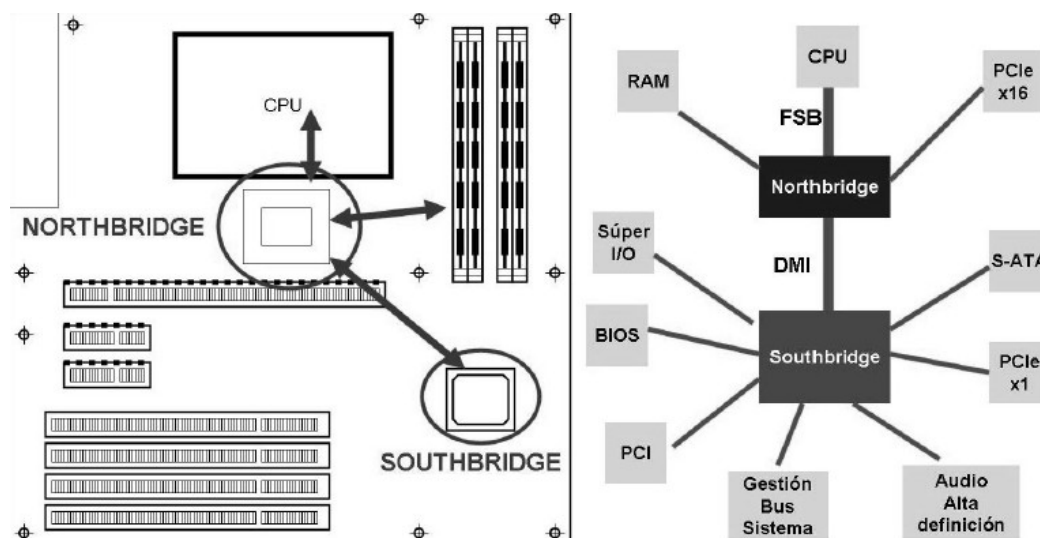 CPU
NORTHBRIDGE
SOUTHBRIDGE
CPU
RAM
PCIe
x16
FSB
Northbridge
Súper
I/O
DMI
S-ATA
BIOS
Southbridge
PCIe
x1
PCI
Gestión
Bus
Sistema
Audio
Alta
definición